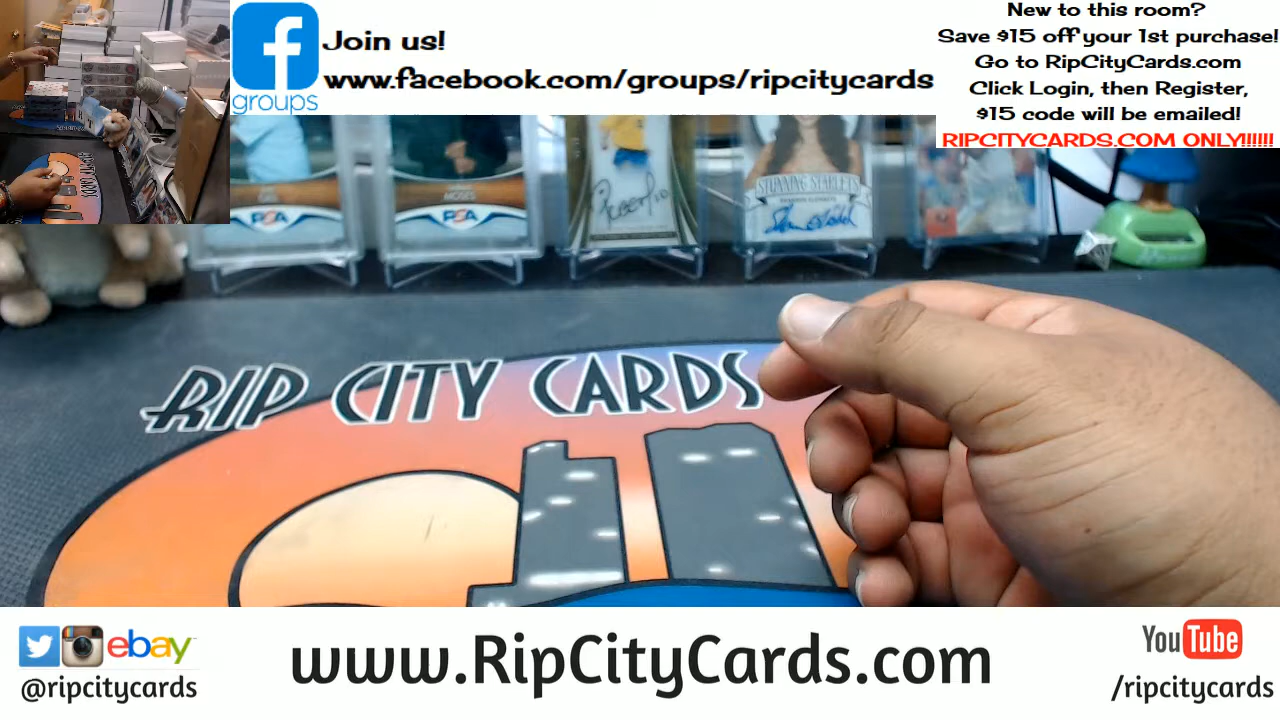 Join us!
www.facebook.com/groups/ripcitycards
groups
New to this room?
Save $15 off your 1st purchase!
Go to RipCityCards.com
Click Login, then Register,
$15 code will be emailed!
RIPCITYCARDS.COM ONLY!!!!!!
MOSES
PSA
PSA
STUNNING STARLETS
RIP CITY CARDS
ebay
@ripcitycards
www.RipCityCards.com
YouTube
/ripcitycards